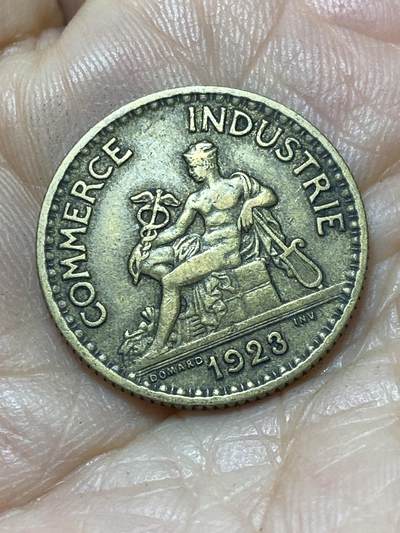 COMMERCE INDUSTRIE
DOMARD INV.
1923